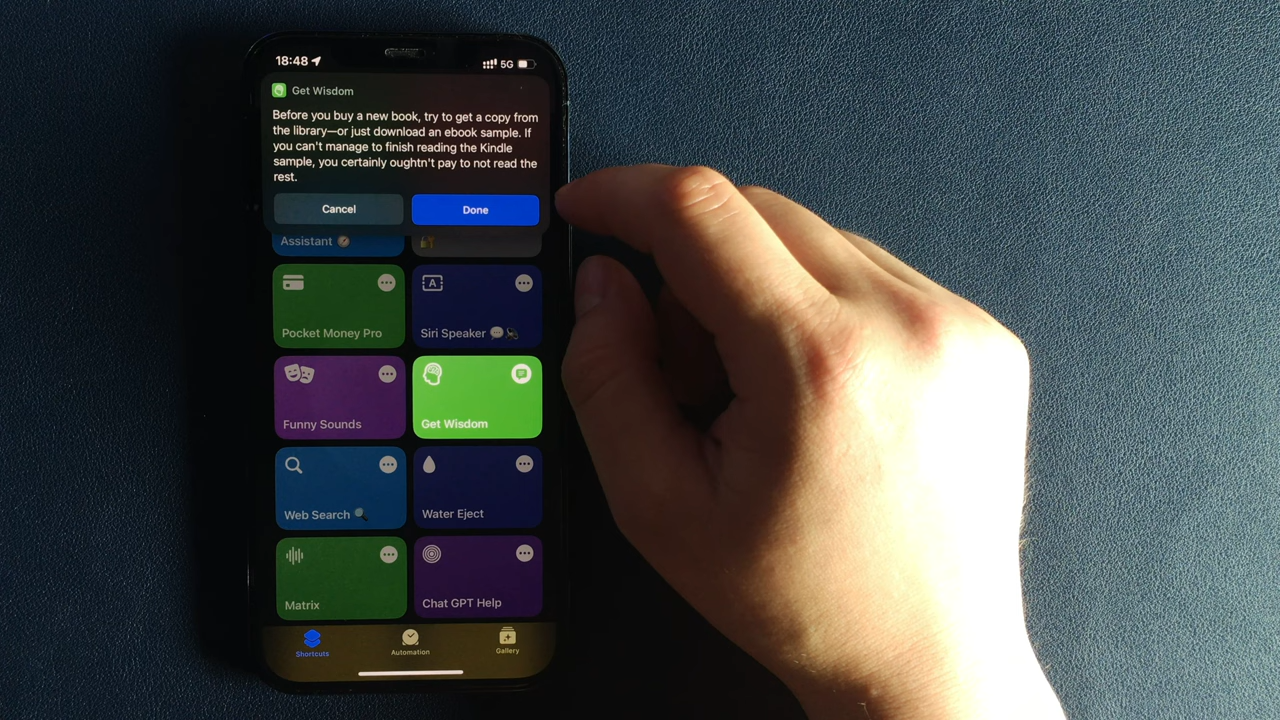 18:48
5G
Get Wisdom
Before you buy a new book, try to get a copy from
the library—or just download an ebook sample. If
you can't manage to finish reading the Kindle
sample, you certainly oughtn't pay to not read the
rest.
Cancel
Done
Assistant 🧭
🔐
Pocket Money Pro
A
Siri Speaker 💬🔈
Funny Sounds
Get Wisdom
Web Search 🔍
Water Eject
Matrix
Chat GPT Help
Shortcuts
Automation
Gallery